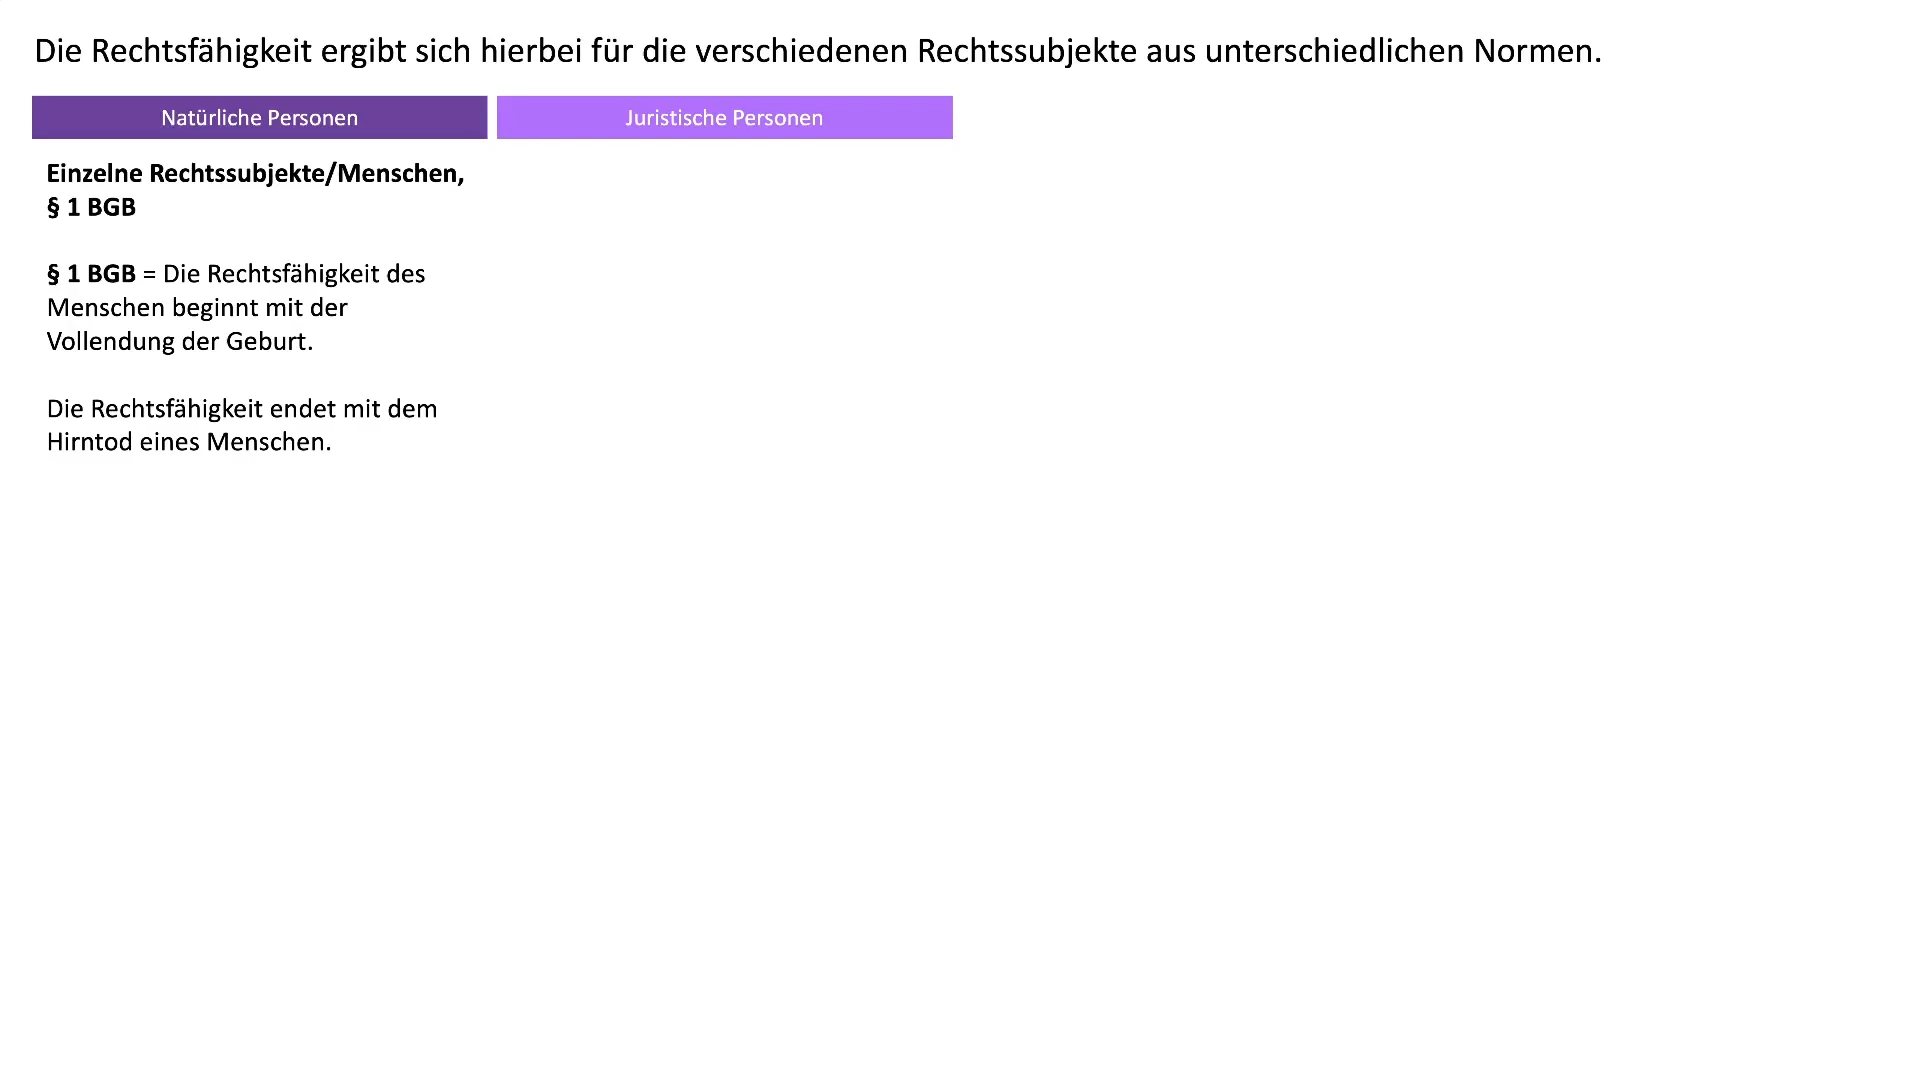 Die Rechtsfähigkeit ergibt sich hierbei für die verschiedenen Rechtssubjekte aus unterschiedlichen Normen.
Natürliche Personen
Juristische Personen
Einzelne Rechtssubjekte/Menschen,
§ 1 BGB
§ 1 BGB = Die Rechtsfähigkeit des
Menschen beginnt mit der
Vollendung der Geburt.
Die Rechtsfähigkeit endet mit dem
Hirntod eines Menschen.